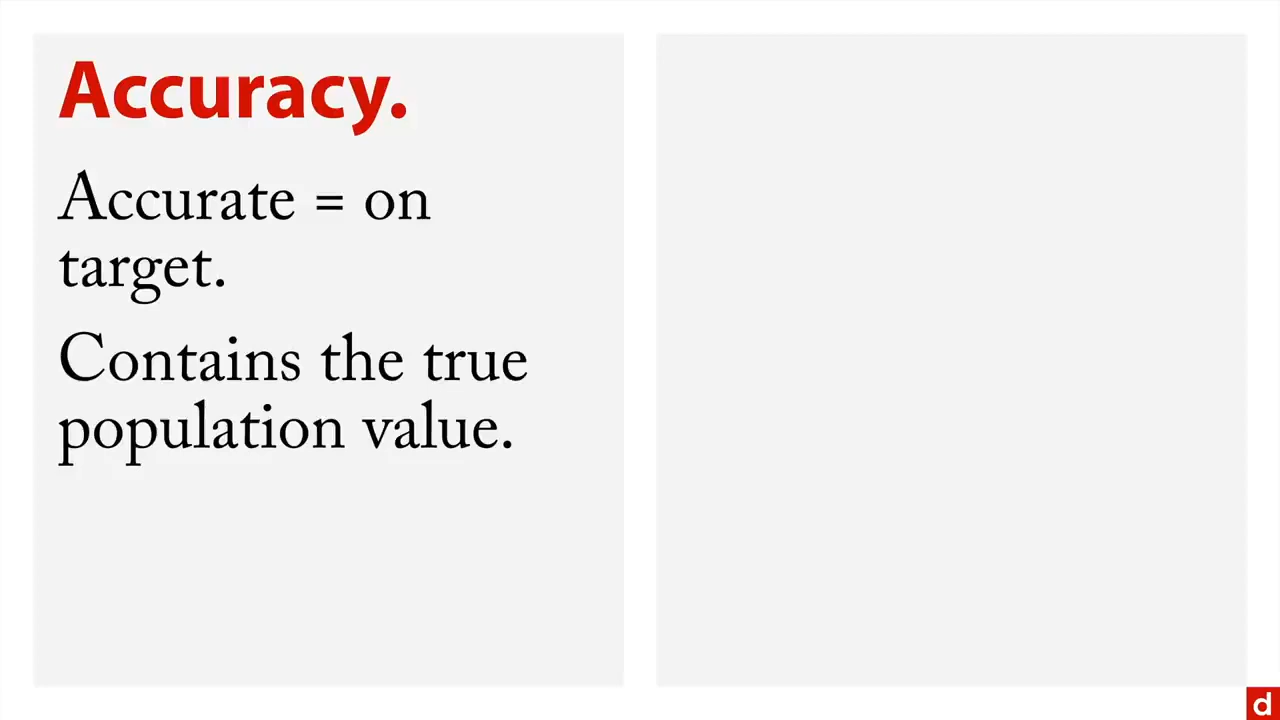 Accuracy.
Accurate = on
target.
Contains the true
population value.
d